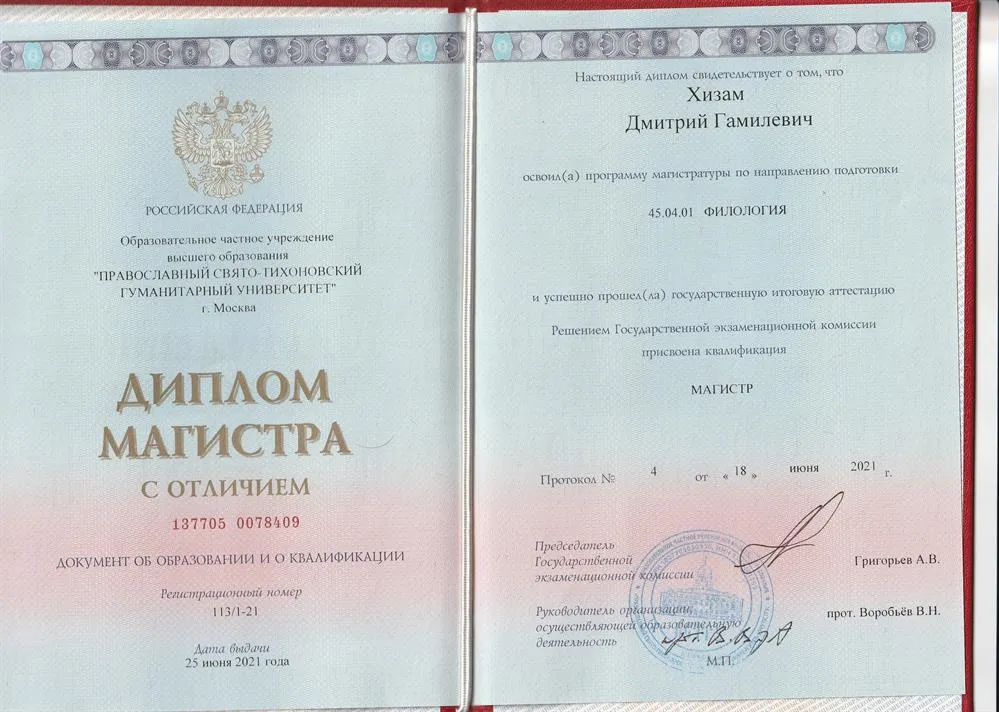 РОССИЙСКАЯ ФЕДЕРАЦИЯ
Образовательное частное учреждение
высшего образования
"ПРАВОСЛАВНЫЙ СВЯТО-ТИХОНОВСКИЙ
ГУМАНИТАРНЫЙ УНИВЕРСИТЕТ"
г. Москва
ДИПЛОМ
МАГИСТРА
С ОТЛИЧИЕМ
137705 0078409
ДОКУМЕНТ ОБ ОБРАЗОВАНИИ И О КВАЛИФИКАЦИИ
Регистрационный номер
113/1-21
Дата выдачи
25 июня 2021 года
Настоящий диплом свидетельствует о том, что
Хизам
Дмитрий Гамилевич
освоил(а) программу магистратуры по направлению подготовки
45.04.01 ФИЛОЛОГИЯ
и успешно прошел(ла) государственную итоговую аттестацию
Решением Государственной экзаменационной комиссии
присвоена квалификация
МАГИСТР
Протокол № 4 от « 18 » июня 2021 г.
Председатель
Государственной
экзаменационной комиссии
Григорьев А.В.
Руководитель организации,
осуществляющей образовательную
деятельность
прот. Воробьёв В.Н.
М.П.